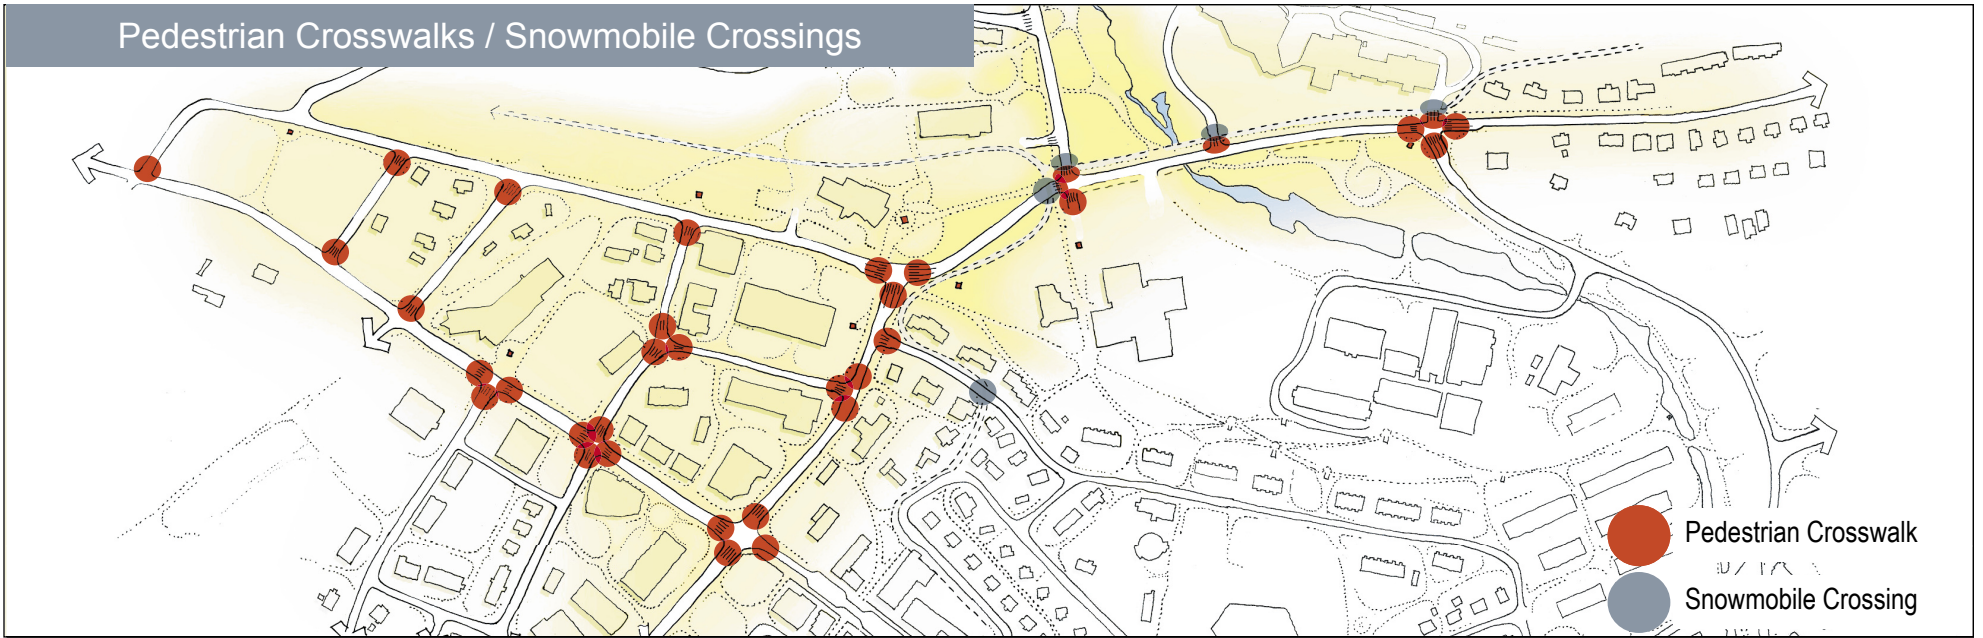 Pedestrian Crosswalks / Snowmobile Crossings
Pedestrian Crosswalk
Snowmobile Crossing